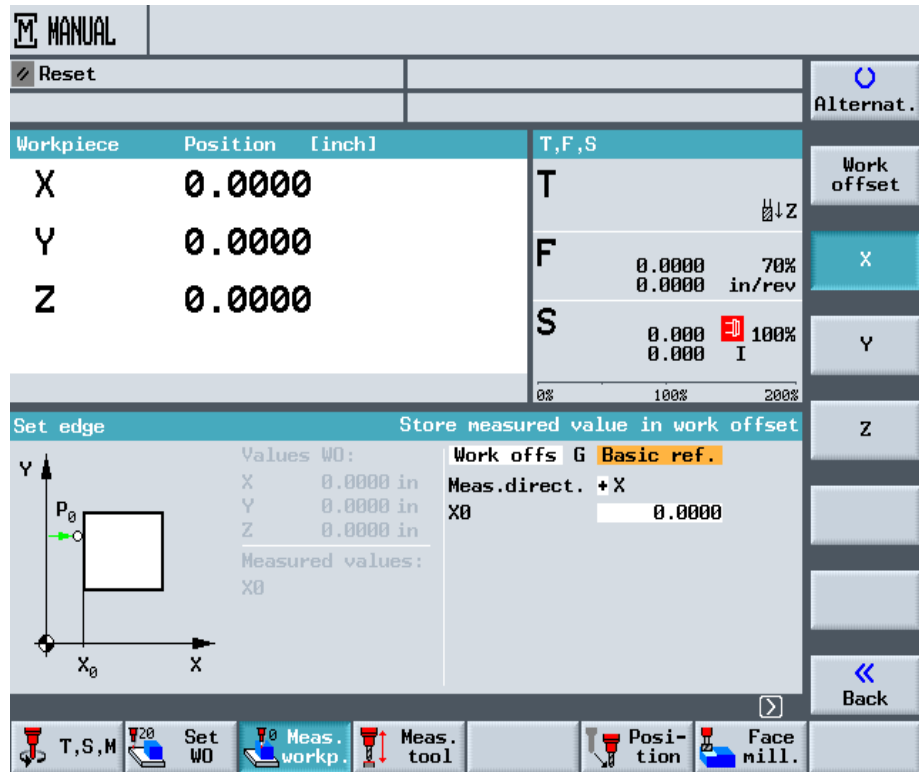 M MANUAL
Reset
Alternat.
Workpiece Position [inch] T,F,S
Work
offset
X 0.0000 T
Z
Y 0.0000 F X
0.0000 70%
0.0000 in/rev
Z 0.0000 S
0.000 100% Y
0.000 I
0% 100% 200%
Set edge Store measured value in work offset Z
Values WO: Work offs G Basic ref.
X 0.0000 in Meas.direct. + X
Y 0.0000 in X0 0.0000
Z 0.0000 in
Measured values:
X0
Y
P0
X0 X
Back
T,S,M
T20 Set
WO
T0 Meas.
workp.
Meas.
tool
Posi-
tion
Face
mill.